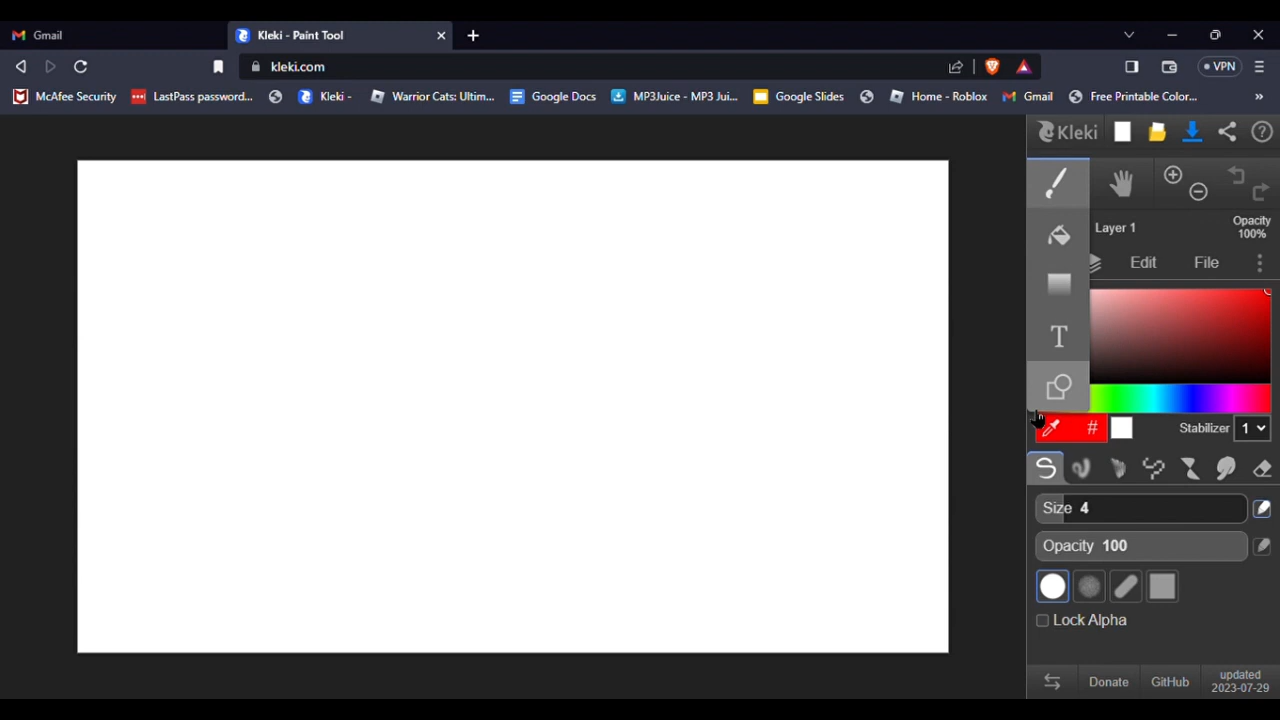 Gmail
Kleki - Paint Tool
kleki.com
VPN
McAfee Security LastPass password... Kleki - Warrior Cats: Ultim... Google Docs MP3Juice - MP3 Jui... Google Slides Home - Roblox Gmail Free Printable Color... »
Kleki
Layer 1
Opacity
100%
Edit File
T
#
Stabilizer 1
Size 4
Opacity 100
Lock Alpha
Donate GitHub updated
2023-07-29